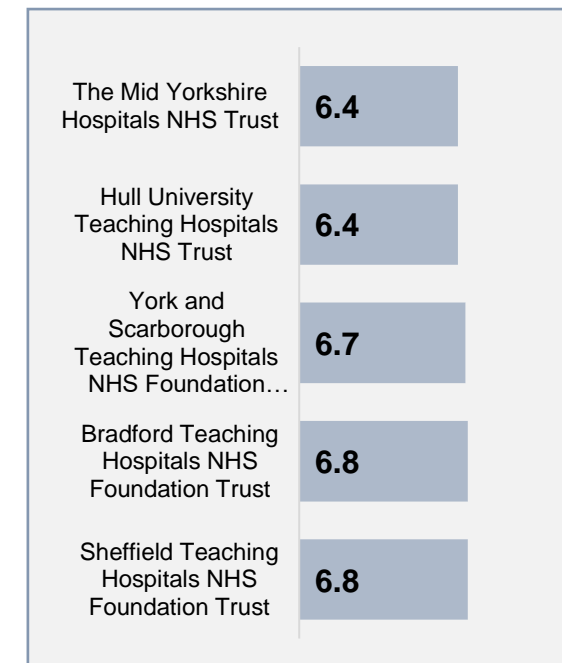 The Mid Yorkshire
Hospitals NHS Trust
6.4
Hull University
Teaching Hospitals
NHS Trust
6.4
York and
Scarborough
Teaching Hospitals
NHS Foundation…
6.7
Bradford Teaching
Hospitals NHS
Foundation Trust
6.8
Sheffield Teaching
Hospitals NHS
Foundation Trust
6.8